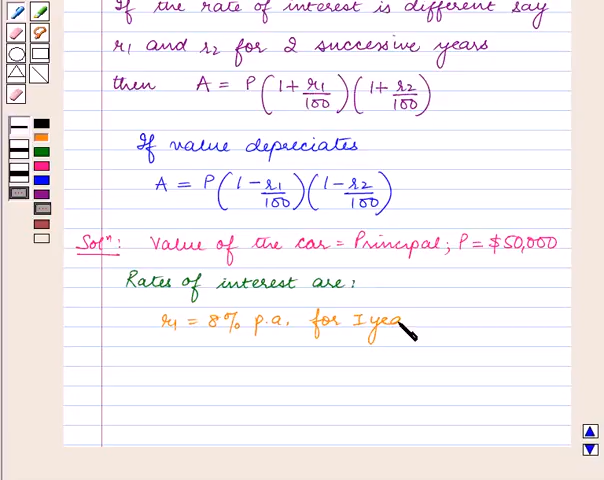 If the rate of interest is different say
r1 and r2 for 2 successive years
then A = P(1 + r1/100)(1 + r2/100)
If value depreciates
A = P(1 - r1/100)(1 - r2/100)
Solⁿ: Value of the car = Principal; P = $50,000
Rates of interest are:
r1 = 8% p.a. for I yea